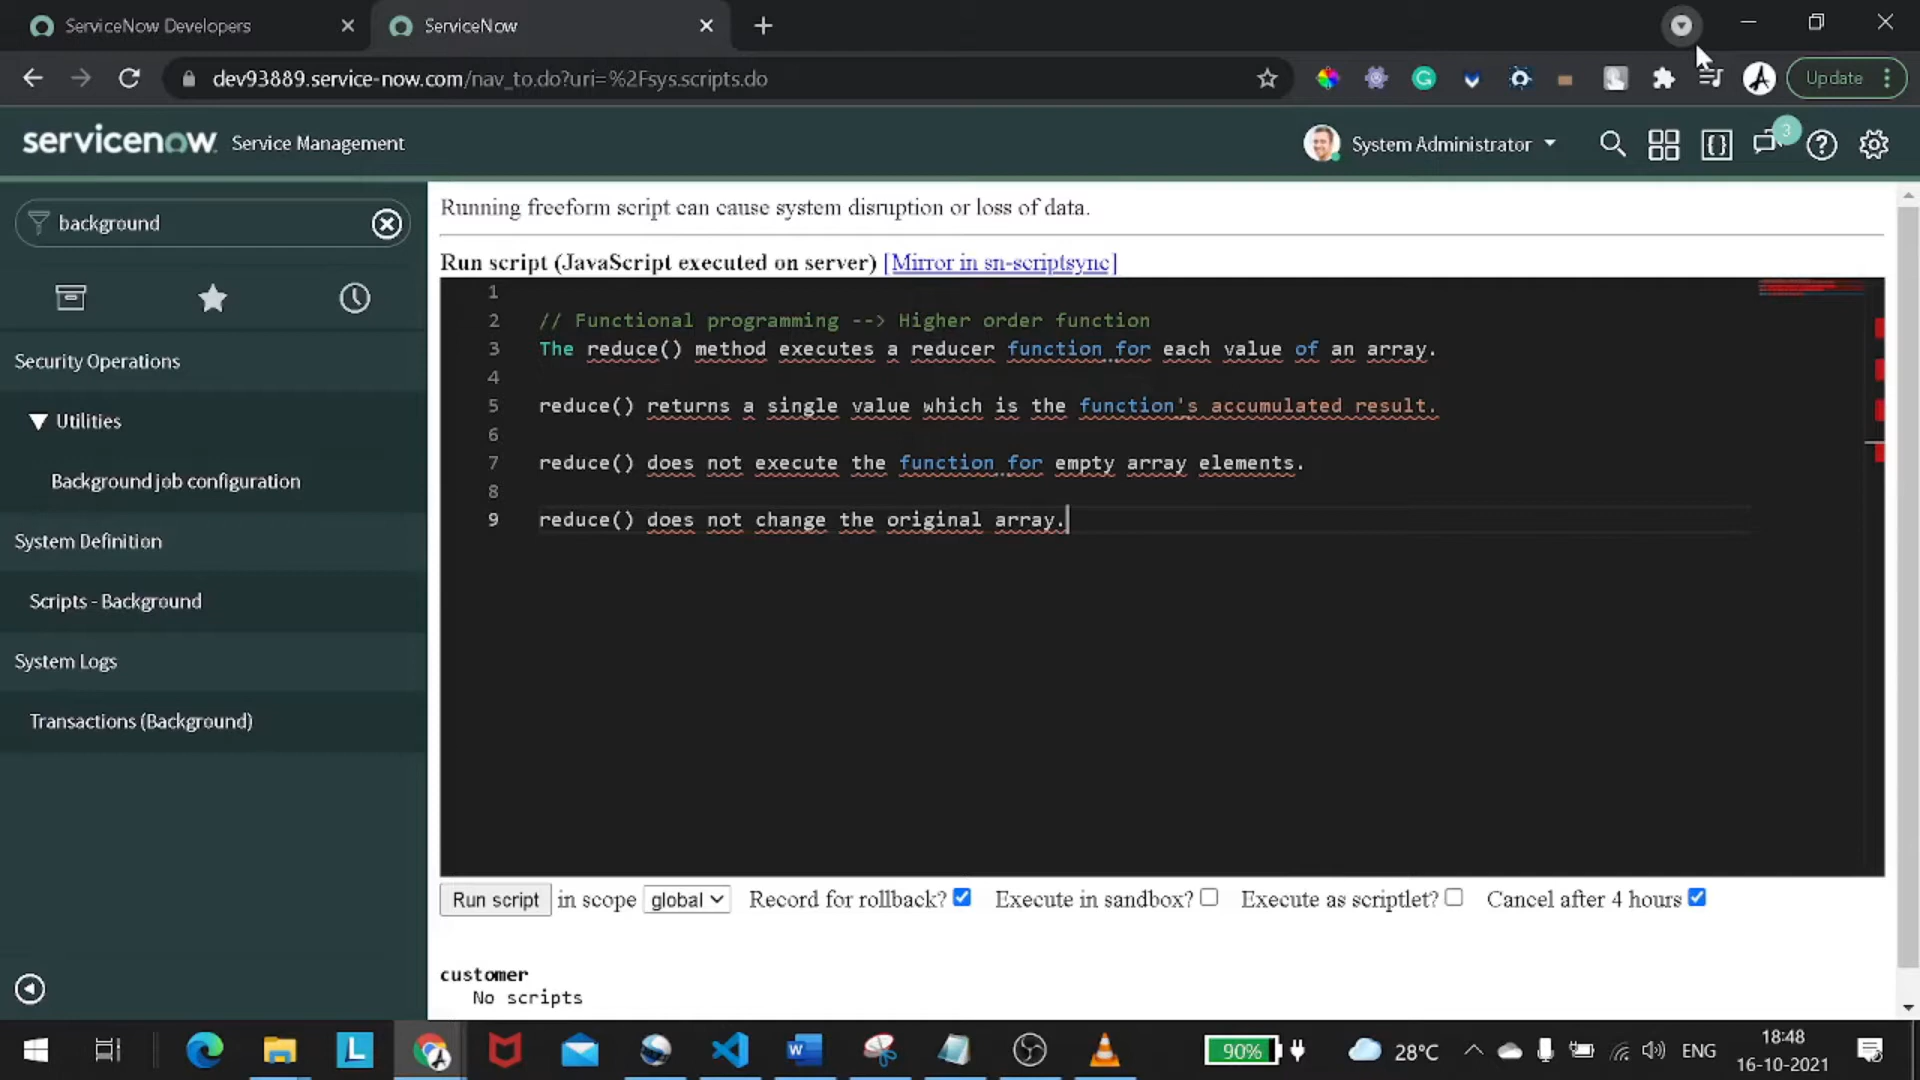 ServiceNow Developers
ServiceNow
dev93889.service-now.com/nav_to.do?uri=%2Fsys.scripts.do
Update
servicenow Service Management
System Administrator
3
background
Security Operations
Utilities
Background job configuration
System Definition
Scripts - Background
System Logs
Transactions (Background)
Running freeform script can cause system disruption or loss of data.
Run script (JavaScript executed on server) [Mirror in sn-scriptsync]
1
2 // Functional programming --> Higher order function
3 The reduce() method executes a reducer function for each value of an array.
4
5 reduce() returns a single value which is the function's accumulated result.
6
7 reduce() does not execute the function for empty array elements.
8
9 reduce() does not change the original array.
Run script in scope global Record for rollback? Execute in sandbox? Execute as scriptlet? Cancel after 4 hours
customer
No scripts
90%
28°C
ENG
18:48
16-10-2021